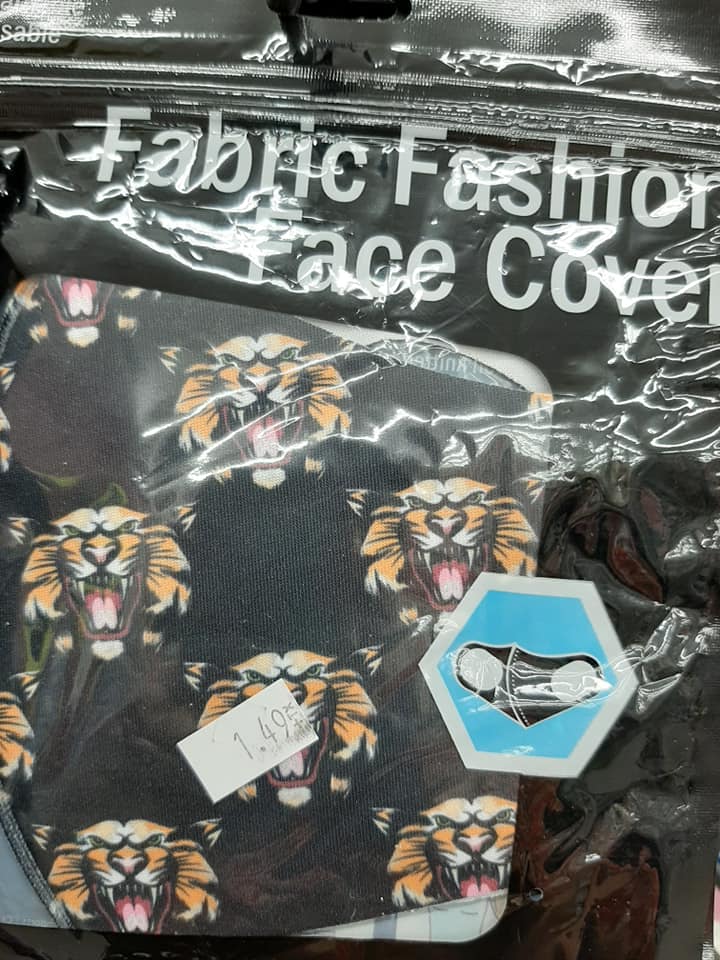 sable
Fabric Fashion
Face Cover
1.49